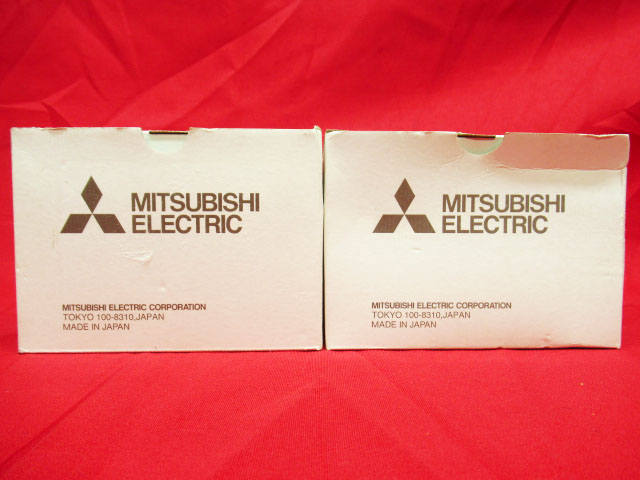 MITSUBISHI
ELECTRIC
MITSUBISHI ELECTRIC CORPORATION
TOKYO 100-8310,JAPAN
MADE IN JAPAN
MITSUBISHI
ELECTRIC
MITSUBISHI ELECTRIC CORPORATION
TOKYO 100-8310,JAPAN
MADE IN JAPAN